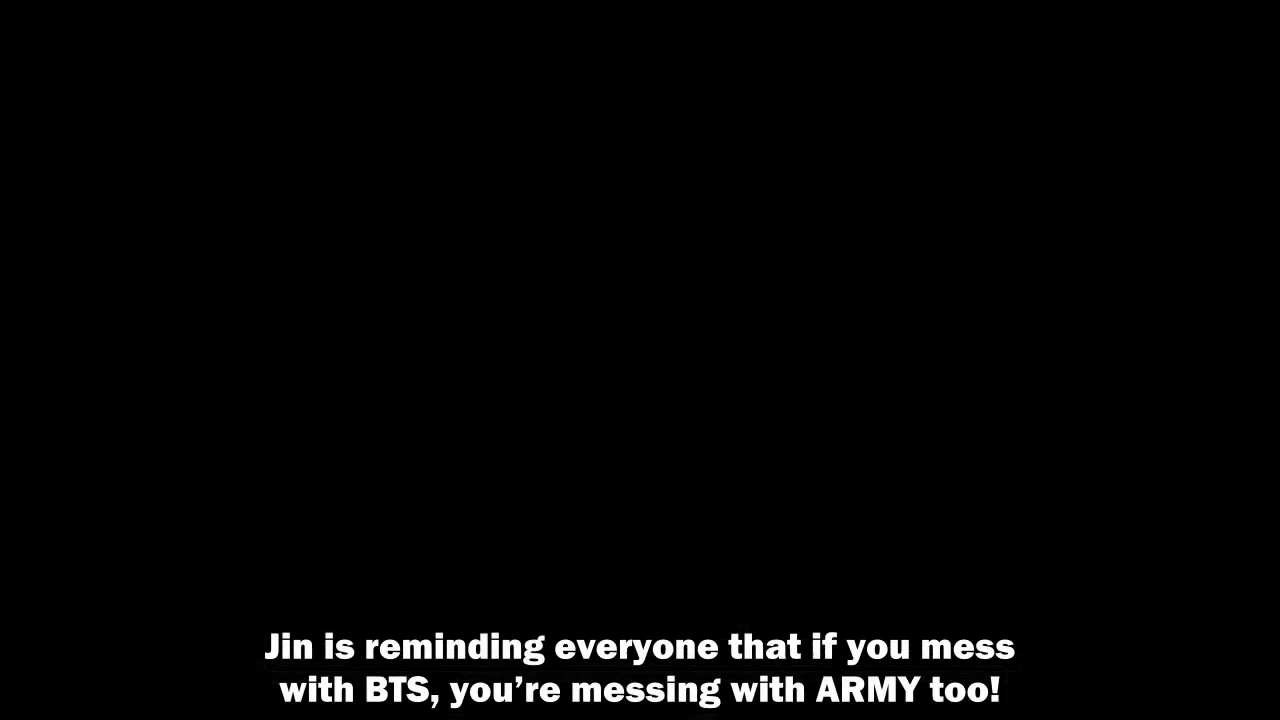 Jin is reminding everyone that if you mess
with BTS, you’re messing with ARMY too!